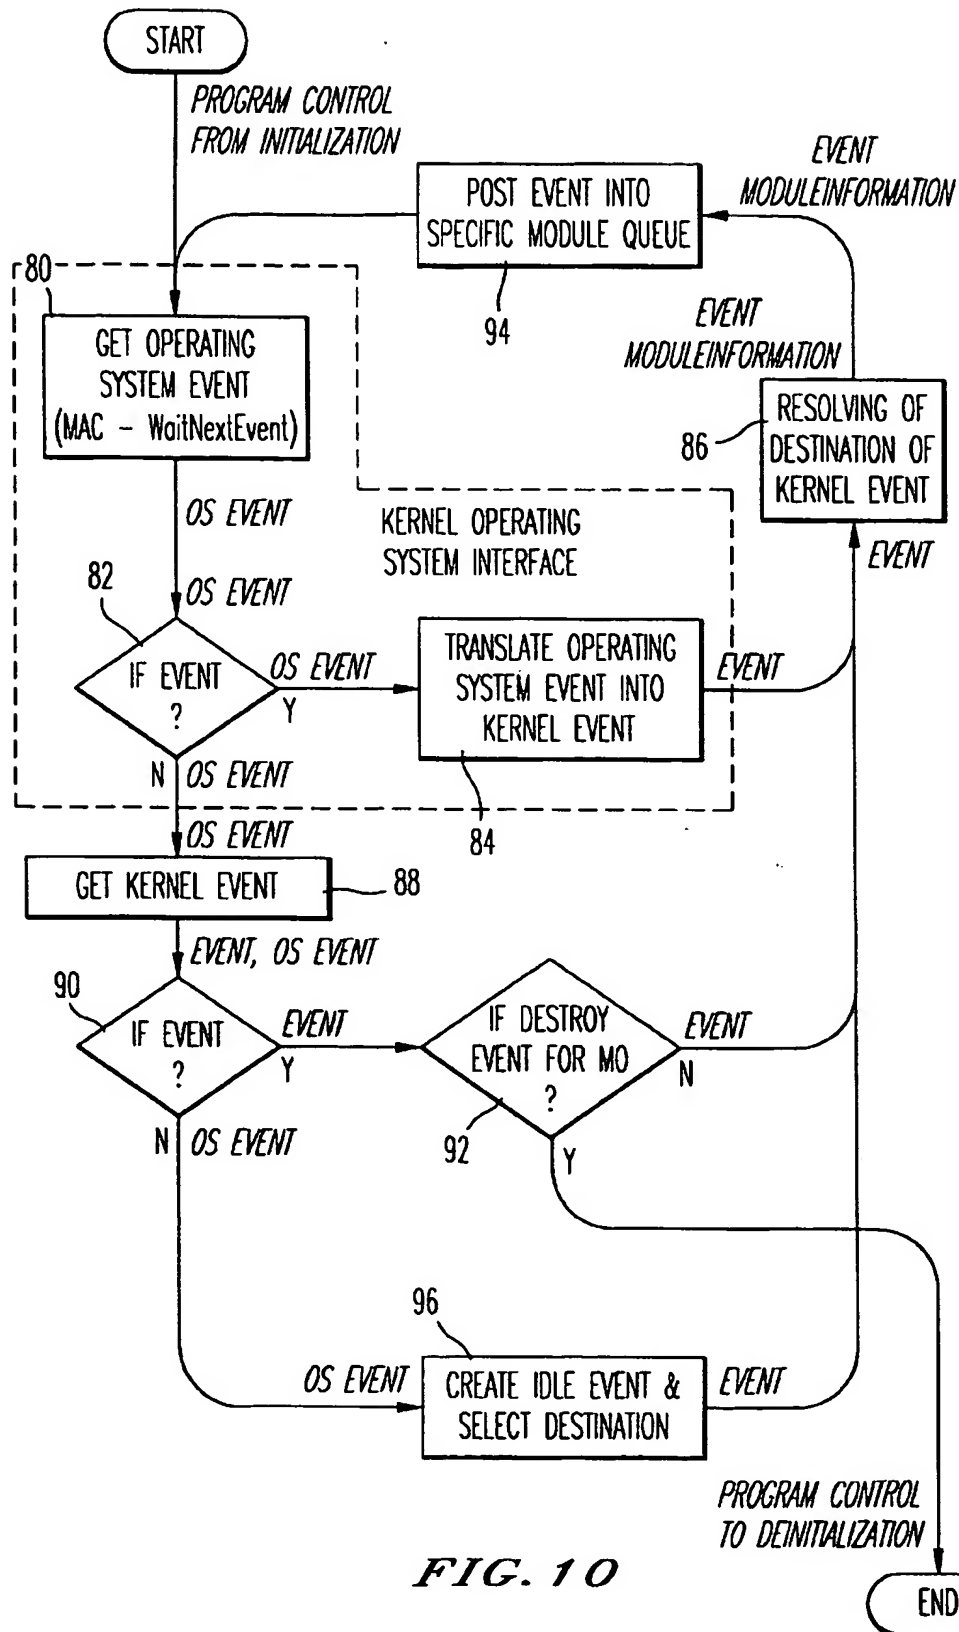 START
PROGRAM CONTROL
FROM INITIALIZATION
EVENT
MODULEINFORMATION
POST EVENT INTO
SPECIFIC MODULE QUEUE
94
80
GET OPERATING
SYSTEM EVENT
(MAC - WaitNextEvent)
EVENT
MODULEINFORMATION
86
RESOLVING OF
DESTINATION OF
KERNEL EVENT
OS EVENT
KERNEL OPERATING
SYSTEM INTERFACE
EVENT
82
OS EVENT
IF EVENT
?
OS EVENT
Y
TRANSLATE OPERATING
SYSTEM EVENT INTO
KERNEL EVENT
EVENT
N OS EVENT
84
OS EVENT
GET KERNEL EVENT
88
EVENT, OS EVENT
90
IF EVENT
?
EVENT
Y
IF DESTROY
EVENT FOR MO
?
EVENT
N
92
N OS EVENT
Y
96
OS EVENT
CREATE IDLE EVENT &
SELECT DESTINATION
EVENT
PROGRAM CONTROL
TO DEINITIALIZATION
FIG. 10
END